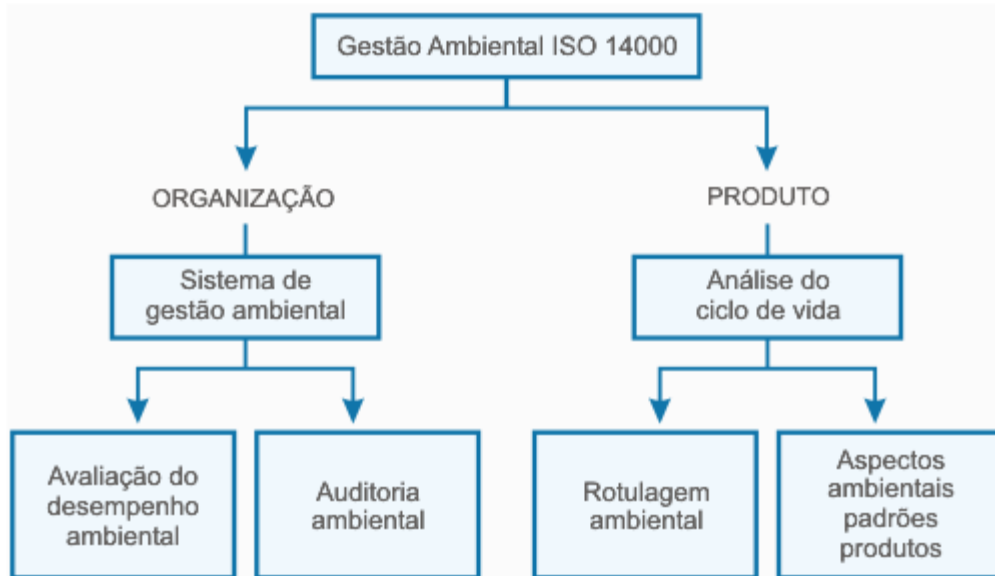 Gestão Ambiental ISO 14000
ORGANIZAÇÃO
PRODUTO
Sistema de
gestão ambiental
Análise do
ciclo de vida
Avaliação do
desempenho
ambiental
Auditoria
ambiental
Rotulagem
ambiental
Aspectos
ambientais
padrões
produtos